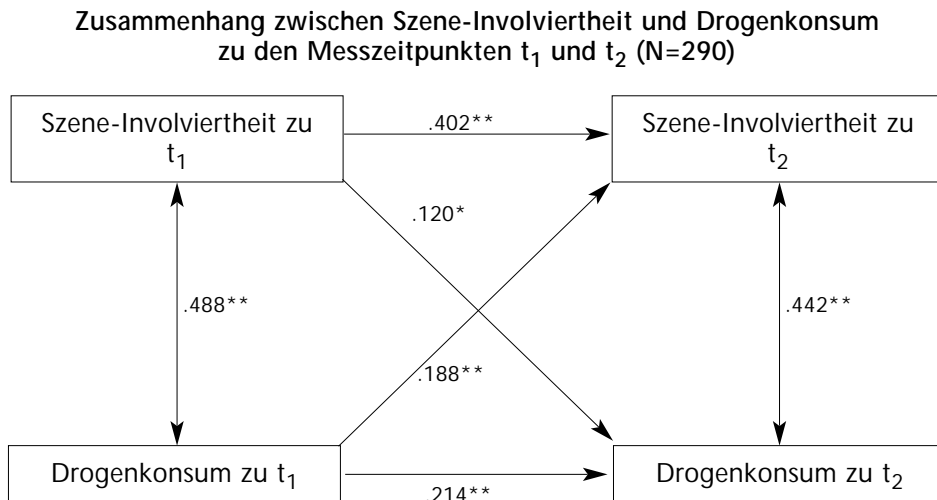 Zusammenhang zwischen Szene-Involviertheit und Drogenkonsum
zu den Messzeitpunkten t₁ und t₂ (N=290)
Szene-Involviertheit zu
t₁
.402**
Szene-Involviertheit zu
t₂
.120*
.488**
.442**
.188**
Drogenkonsum zu t₁
.214**
Drogenkonsum zu t₂